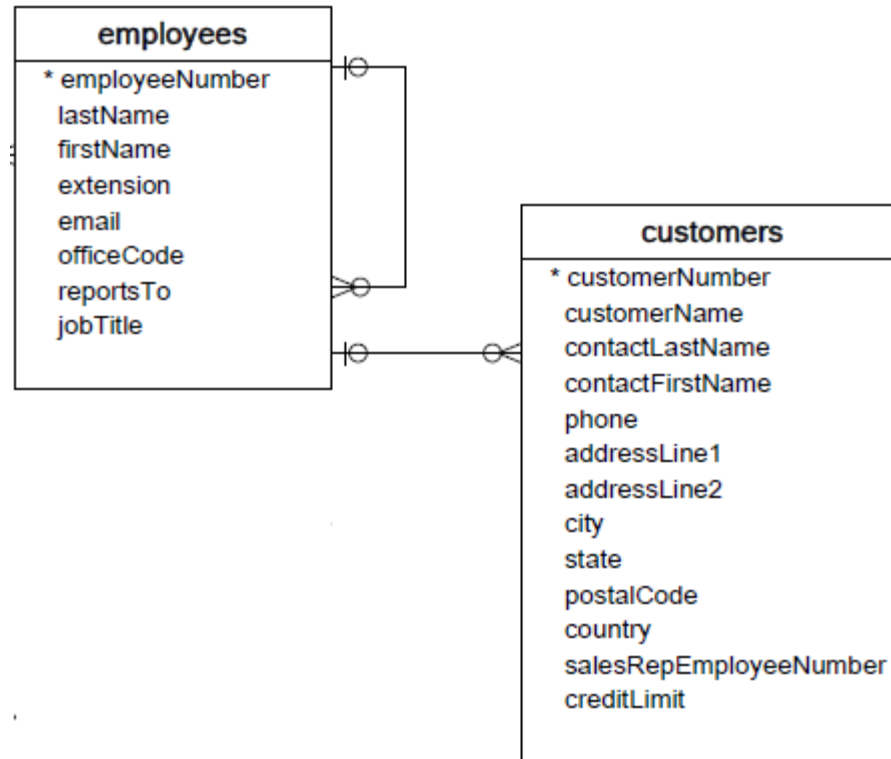 employees
* employeeNumber
lastName
firstName
extension
email
officeCode
reportsTo
jobTitle
customers
* customerNumber
customerName
contactLastName
contactFirstName
phone
addressLine1
addressLine2
city
state
postalCode
country
salesRepEmployeeNumber
creditLimit